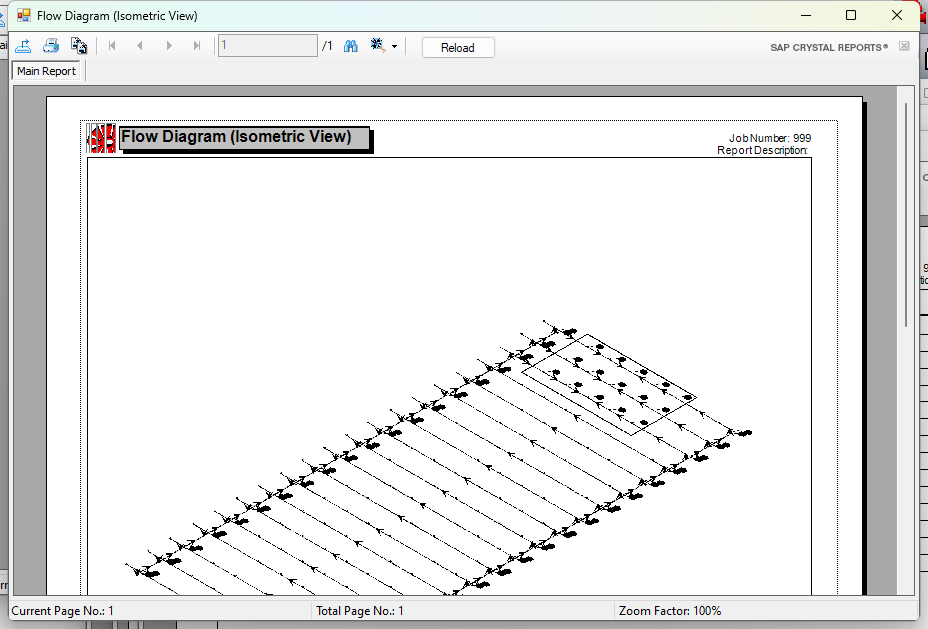 Flow Diagram (Isometric View)
1 /1 Reload SAP CRYSTAL REPORTS®
Main Report
Flow Diagram (Isometric View)
Job Number: 999
Report Description:
Current Page No.: 1 Total Page No.: 1 Zoom Factor: 100%